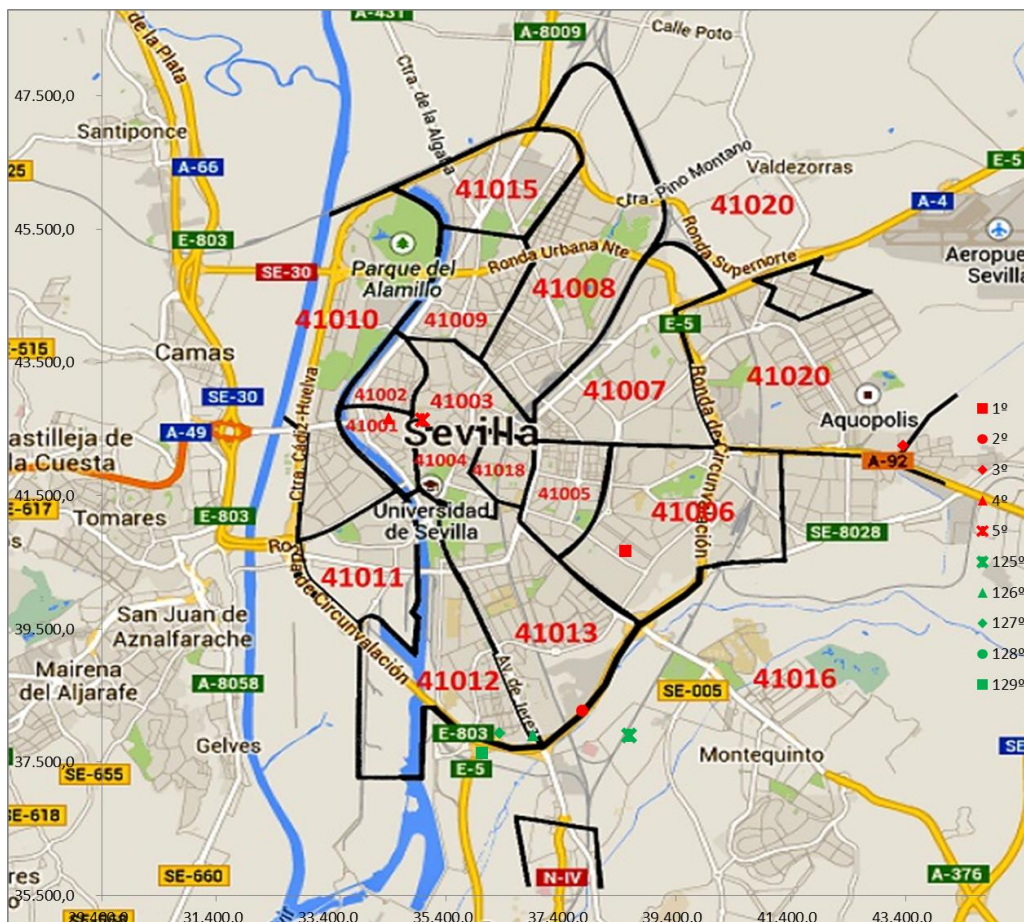 A-431
A-8009
Calle Poto
de la Plata
Ctra. de la Algaba
47.500,0
Santiponce
A-66
Ctra. Pino Montano
Valdezorras
E-5
25
41015
41020
A-4
45.500,0
E-803
Ronda Urbana Nte
Ronda Supernorte
SE-30
Parque del
Alamillo
41008
Sevilla
41010
41009
E-5
E-515
Camas
43.500,0
41007
41020
Ronda de Circunvalación
SE-30
Ctra. Cádiz-Huelva
41002
41003
1º
A-49
41001
Sevilla
Aquopolis
2º
la Cuesta
41004
41018
A-92
3º
41.500,0
41005
4º
E-617
Tomares
E-803
Universidad
de Sevilla
41006
SE-8028
5º
125º
41011
126º
San Juan de
Aznalfarache
Ronda de Circunvalación
39.500,0
41013
127º
128º
Mairena
del Aljarafe
A-8058
41012
Av. de Jerez
SE-005
41016
129º
Gelves
E-803
Montequinto
37.500,0
SE-655
E-5
SE-618
SE-660
N-IV
A-376
35.500,0
29.400,0
31.400,0
33.400,0
35.400,0
37.400,0
39.400,0
41.400,0
43.400,0